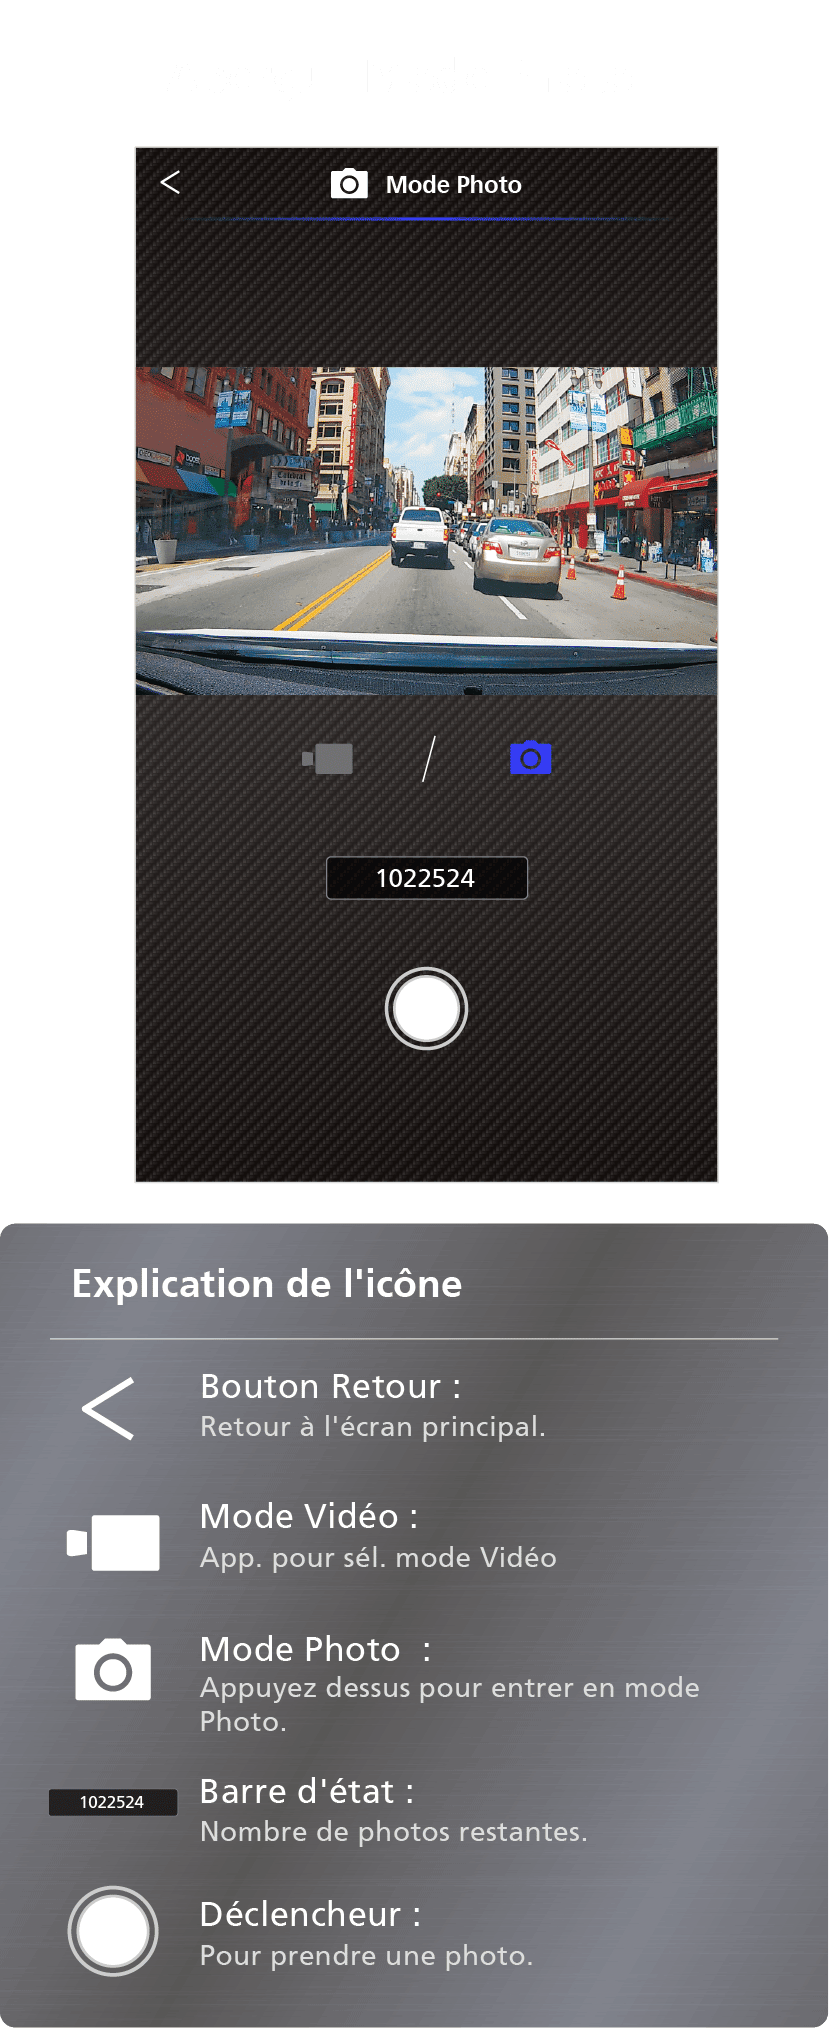 Mode Photo
1022524
Explication de l'icône
Bouton Retour :
Retour à l'écran principal.
Mode Vidéo :
App. pour sél. mode Vidéo
Mode Photo  :
Appuyez dessus pour entrer en mode
Photo.
1022524
Barre d'état :
Nombre de photos restantes.
Déclencheur :
Pour prendre une photo.